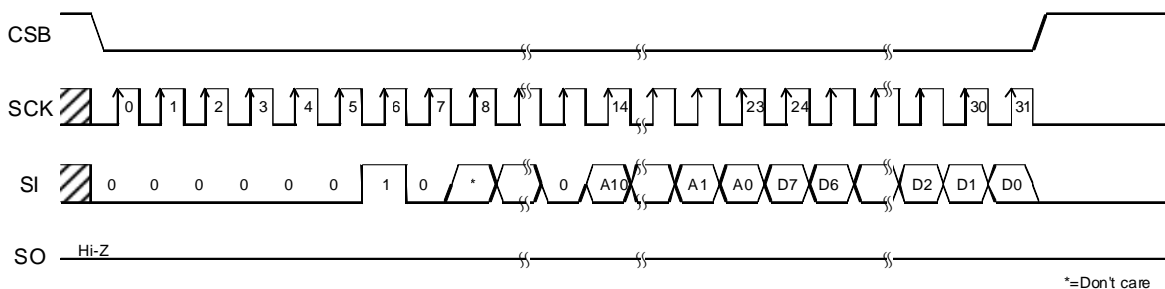 CSB
SCK 0 1 2 3 4 5 6 7 8 14 23 24 30 31
SI 0 0 0 0 0 0 1 0 * 0 A10 A1 A0 D7 D6 D2 D1 D0
SO Hi-Z
*=Don't care